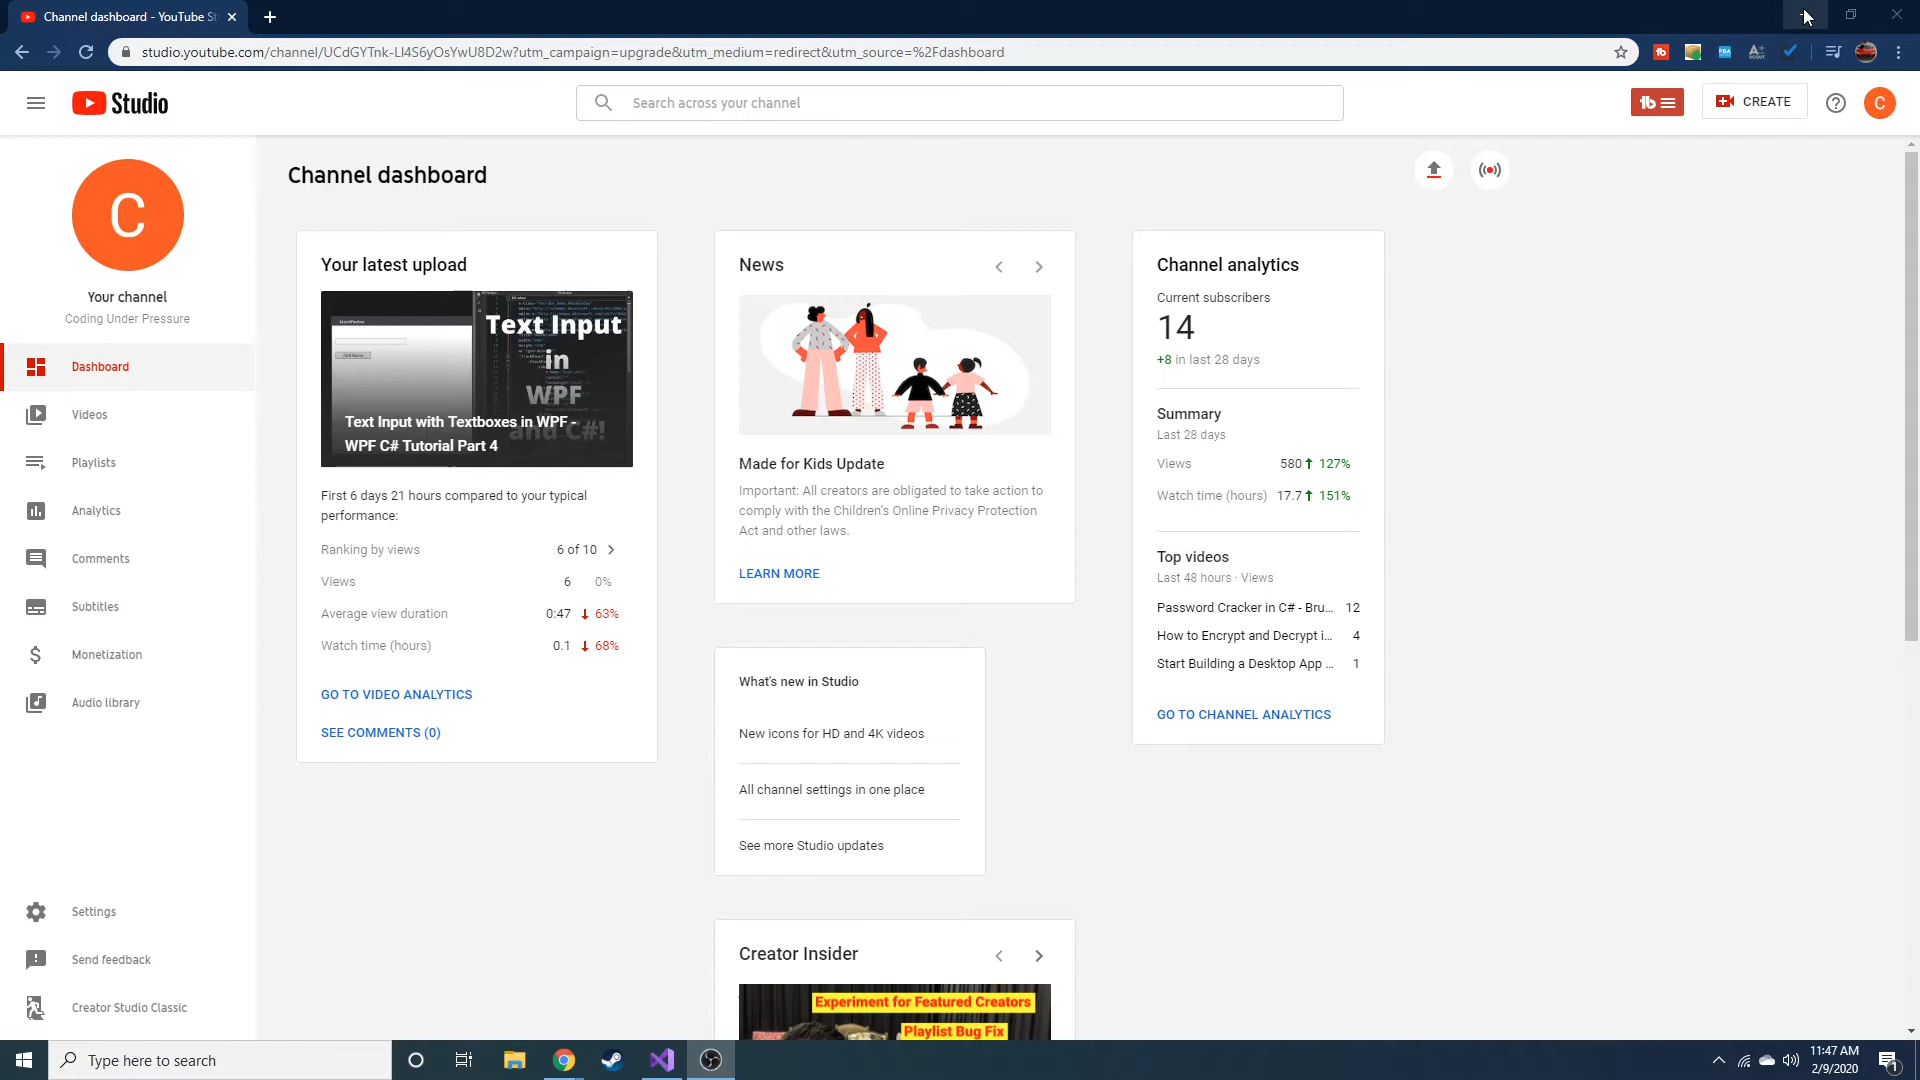 Channel dashboard - YouTube St
studio.youtube.com/channel/UCdGYTnk-LI4S6yOsYwU8D2w?utm_campaign=upgrade&utm_medium=redirect&utm_source=%2Fdashboard
Studio
Search across your channel
CREATE
C
C
Your channel
Coding Under Pressure
Dashboard
Videos
Playlists
Analytics
Comments
Subtitles
Monetization
Audio library
Settings
Send feedback
Creator Studio Classic
Channel dashboard
Your latest upload
Text Input
in
WPF
and C#!
Text Input with Textboxes in WPF -
WPF C# Tutorial Part 4
First 6 days 21 hours compared to your typical
performance:
Ranking by views 6 of 10
Views 6 0%
Average view duration 0:47 63%
Watch time (hours) 0.1 68%
GO TO VIDEO ANALYTICS
SEE COMMENTS (0)
News
Made for Kids Update
Important: All creators are obligated to take action to
comply with the Children's Online Privacy Protection
Act and other laws.
LEARN MORE
What's new in Studio
New icons for HD and 4K videos
All channel settings in one place
See more Studio updates
Creator Insider
Experiment for Featured Creators
Playlist Bug Fix
Channel analytics
Current subscribers
14
+8 in last 28 days
Summary
Last 28 days
Views 580 127%
Watch time (hours) 17.7 151%
Top videos
Last 48 hours · Views
Password Cracker in C# - Bru... 12
How to Encrypt and Decrypt i... 4
Start Building a Desktop App ... 1
GO TO CHANNEL ANALYTICS
Type here to search
11:47 AM
2/9/2020
1